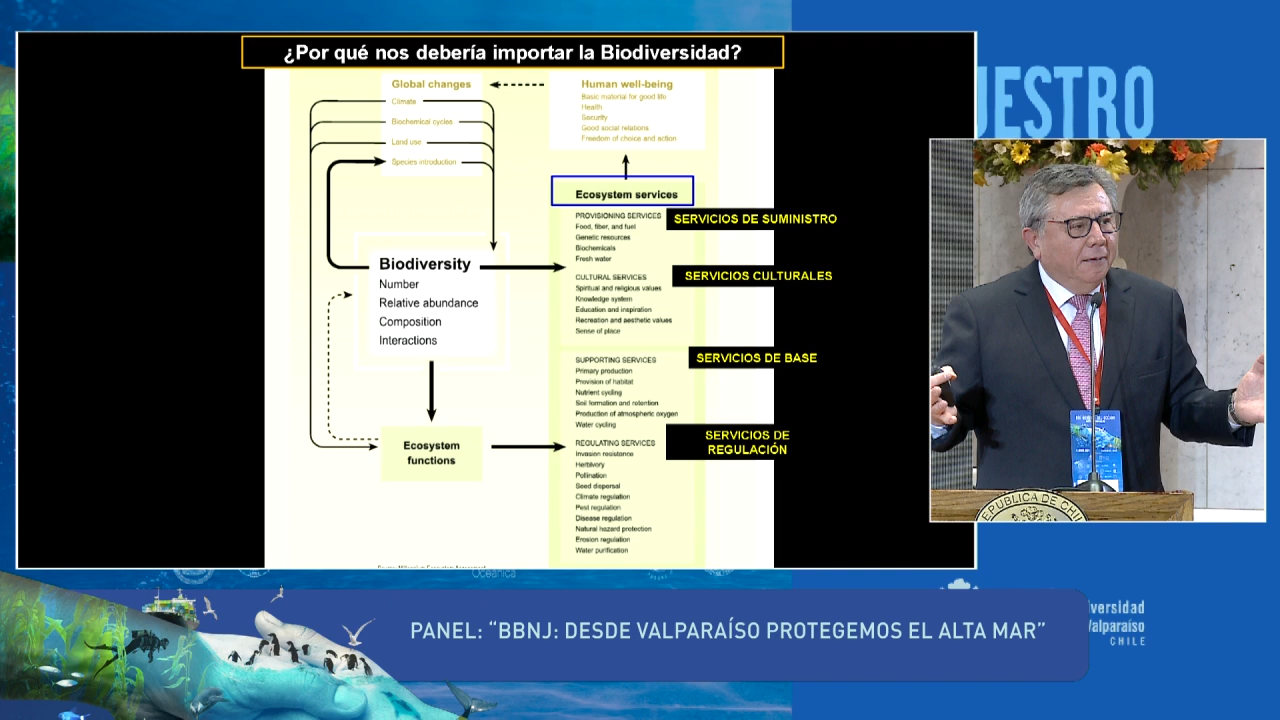 ¿Por qué nos debería importar la Biodiversidad?
Global changes
Climate
Biochemical cycles
Land use
Species introduction
Human well-being
Basic material for good life
Health
Security
Good social relations
Freedom of choice and action
Ecosystem services
PROVISIONING SERVICES
Food, fiber, and fuel
Genetic resources
Biochemicals
Fresh water
SERVICIOS DE SUMINISTRO
CULTURAL SERVICES
Spiritual and religious values
Knowledge system
Education and inspiration
Recreation and aesthetic values
Sense of place
SERVICIOS CULTURALES
Biodiversity
Number
Relative abundance
Composition
Interactions
SUPPORTING SERVICES
Primary production
Provision of habitat
Nutrient cycling
Soil formation and retention
Production of atmospheric oxygen
Water cycling
SERVICIOS DE BASE
Ecosystem
functions
REGULATING SERVICES
Invasion resistance
Herbivory
Pollination
Seed dispersal
Climate regulation
Pest regulation
Disease regulation
Natural hazard protection
Erosion regulation
Water purification
SERVICIOS DE
REGULACIÓN
Oceánica
UESTRO
EPUBLICA DE CHI
PANEL: “BBNJ: DESDE VALPARAÍSO PROTEGEMOS EL ALTA MAR”
iversidad
Valparaíso
CHILE